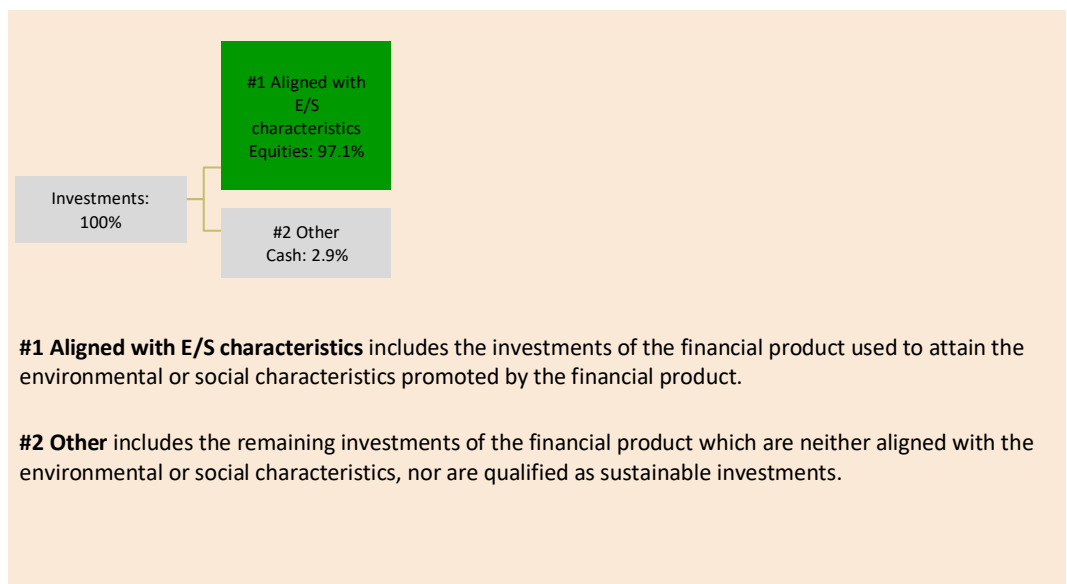 #1 Aligned with
E/S
characteristics
Equities: 97.1%
Investments:
100%
#2 Other
Cash: 2.9%
#1 Aligned with E/S characteristics includes the investments of the financial product used to attain the
environmental or social characteristics promoted by the financial product.
#2 Other includes the remaining investments of the financial product which are neither aligned with the
environmental or social characteristics, nor are qualified as sustainable investments.